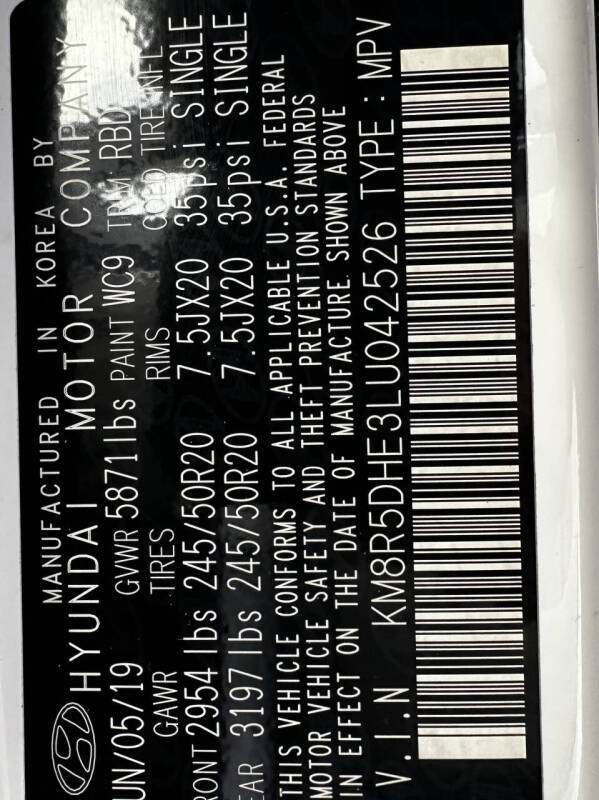 MANUFACTURED IN KOREA BY
HYUNDAI MOTOR COMPANY
UN/05/19 GVWR 5871lbs PAINT WC9 TRIM RBD
GAWR TIRES RIMS COLD TIRE INFL
RONT 2954 lbs 245/50R20 7.5JX20 35psi SINGLE
EAR 3197 lbs 245/50R20 7.5JX20 35psi SINGLE
THIS VEHICLE CONFORMS TO ALL APPLICABLE U.S.A. FEDERAL
MOTOR VEHICLE SAFETY AND THEFT PREVENTION STANDARDS
IN EFFECT ON THE DATE OF MANUFACTURE SHOWN ABOVE
V.I.N KM8R5DHE3LU042526 TYPE : MPV